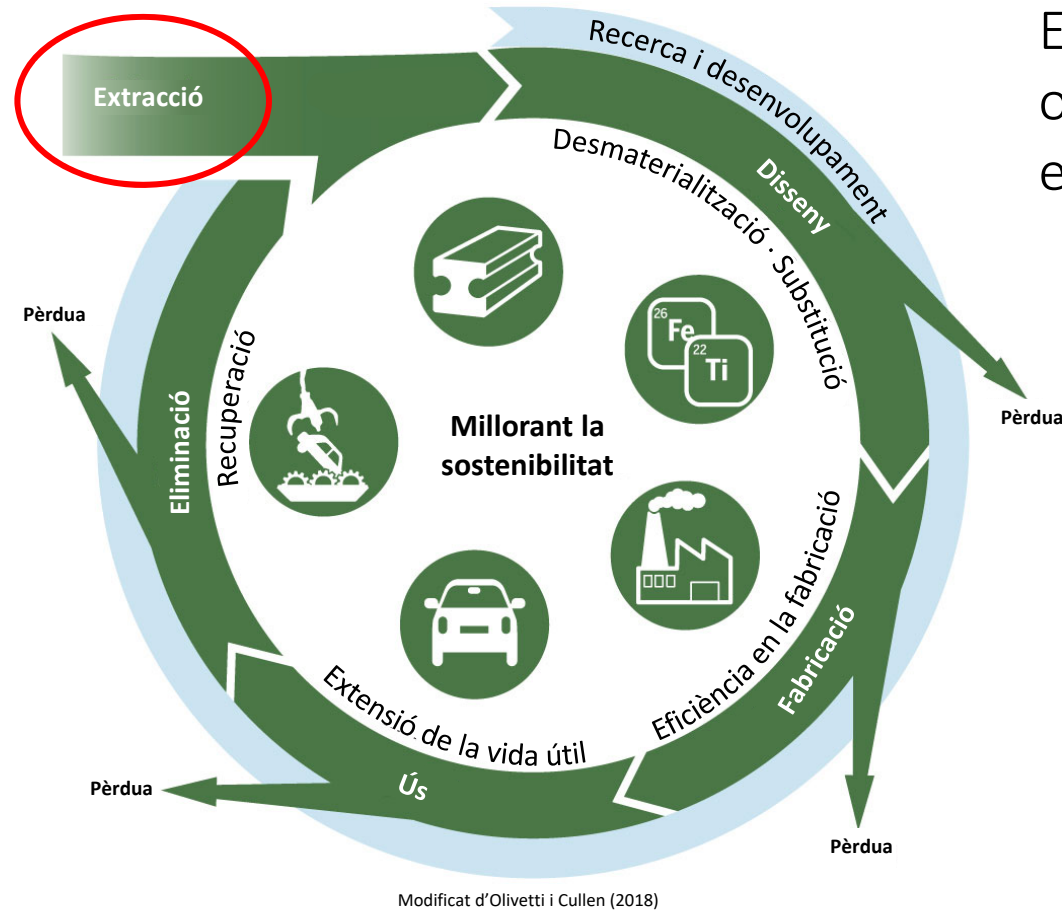 Extracció
Recerca i desenvolupament
Disseny
Desmaterialització · Substitució
26
Fe
22
Ti
Pèrdua
Pèrdua
Recuperació
Eliminació
Millorant la
sostenibilitat
Eficiència en la fabricació
Fabricació
Extensió de la vida útil
Ús
Pèrdua
Pèrdua
Modificat d’Olivetti i Cullen (2018)